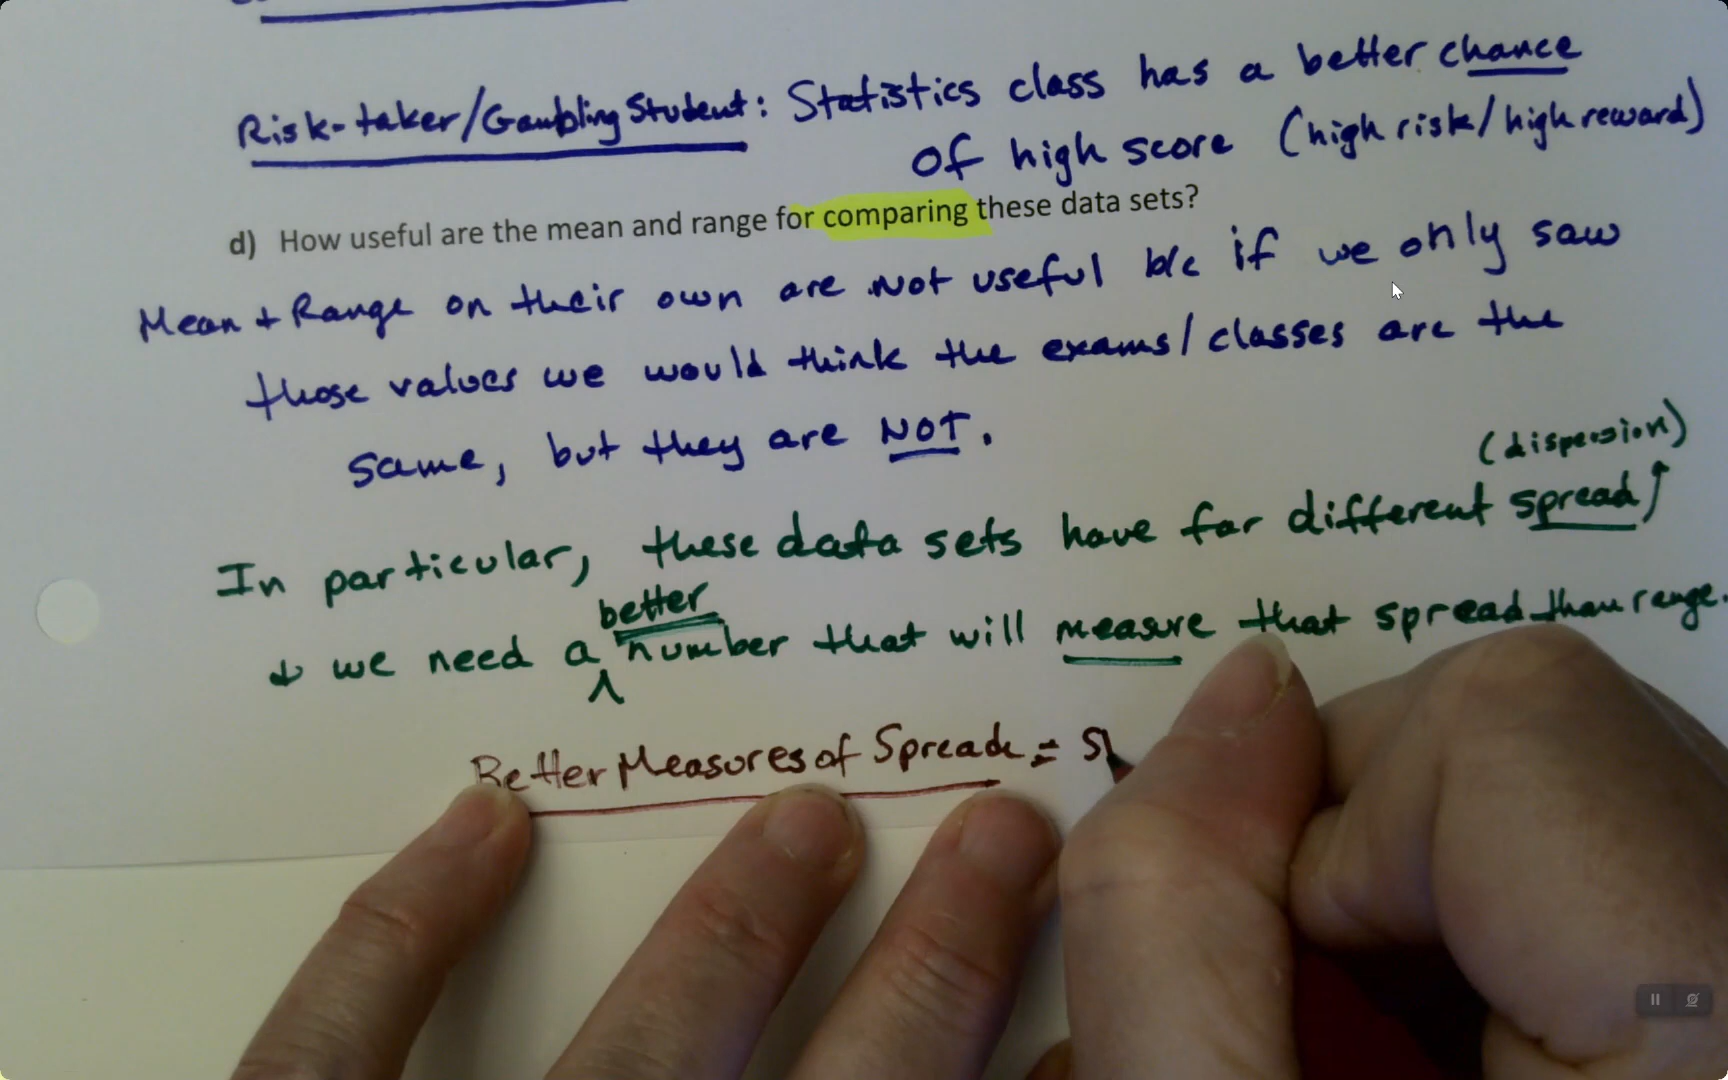 Risk-taker/Gambling Student: Statistics class has a better chance
of high score (high risk/high reward)
d) How useful are the mean and range for comparing these data sets?
Mean + Range on their own are not useful b/c if we only saw
those values we would think the exams/classes are the
same, but they are NOT.
(dispersion)
In particular, these data sets have far different spread
better
+ we need a number that will measure that spread than range.
Better Measures of Spread =